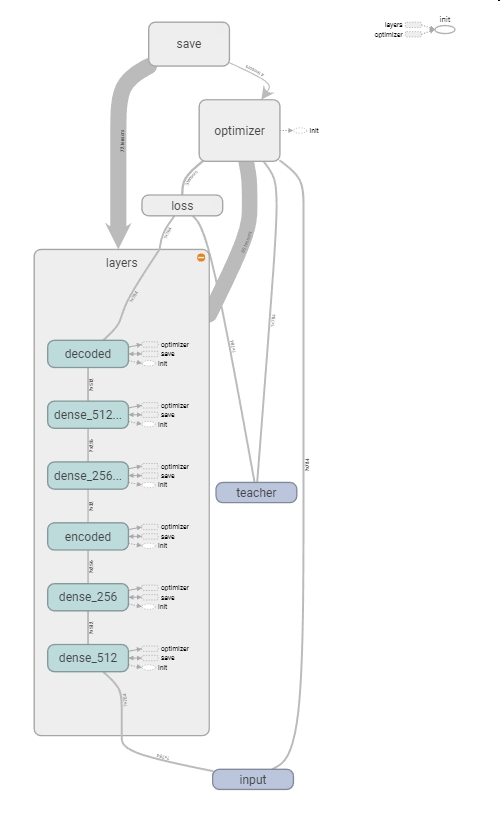 save
layers
optimizer
init
optimizer
init
loss
layers
decoded
optimizer
save
init
dense_512...
optimizer
save
init
dense_256...
optimizer
save
init
teacher
encoded
optimizer
save
init
dense_256
optimizer
save
init
dense_512
optimizer
save
init
input